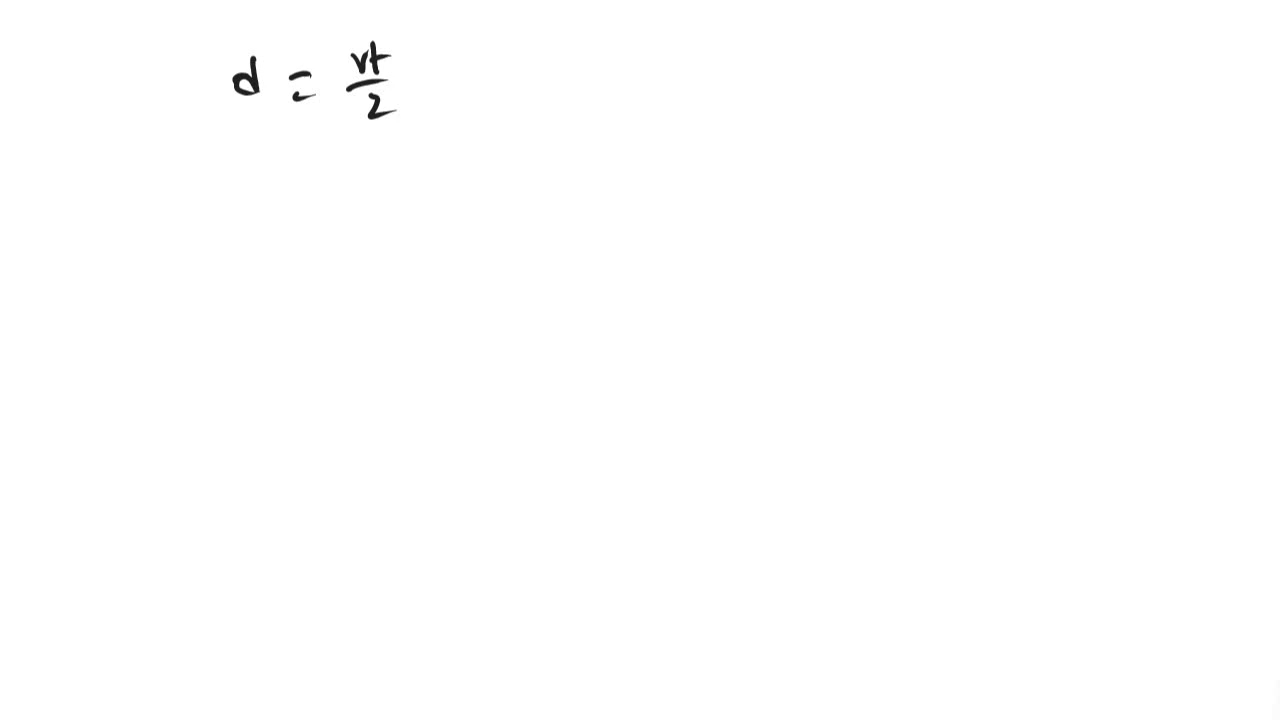 d = vt/2